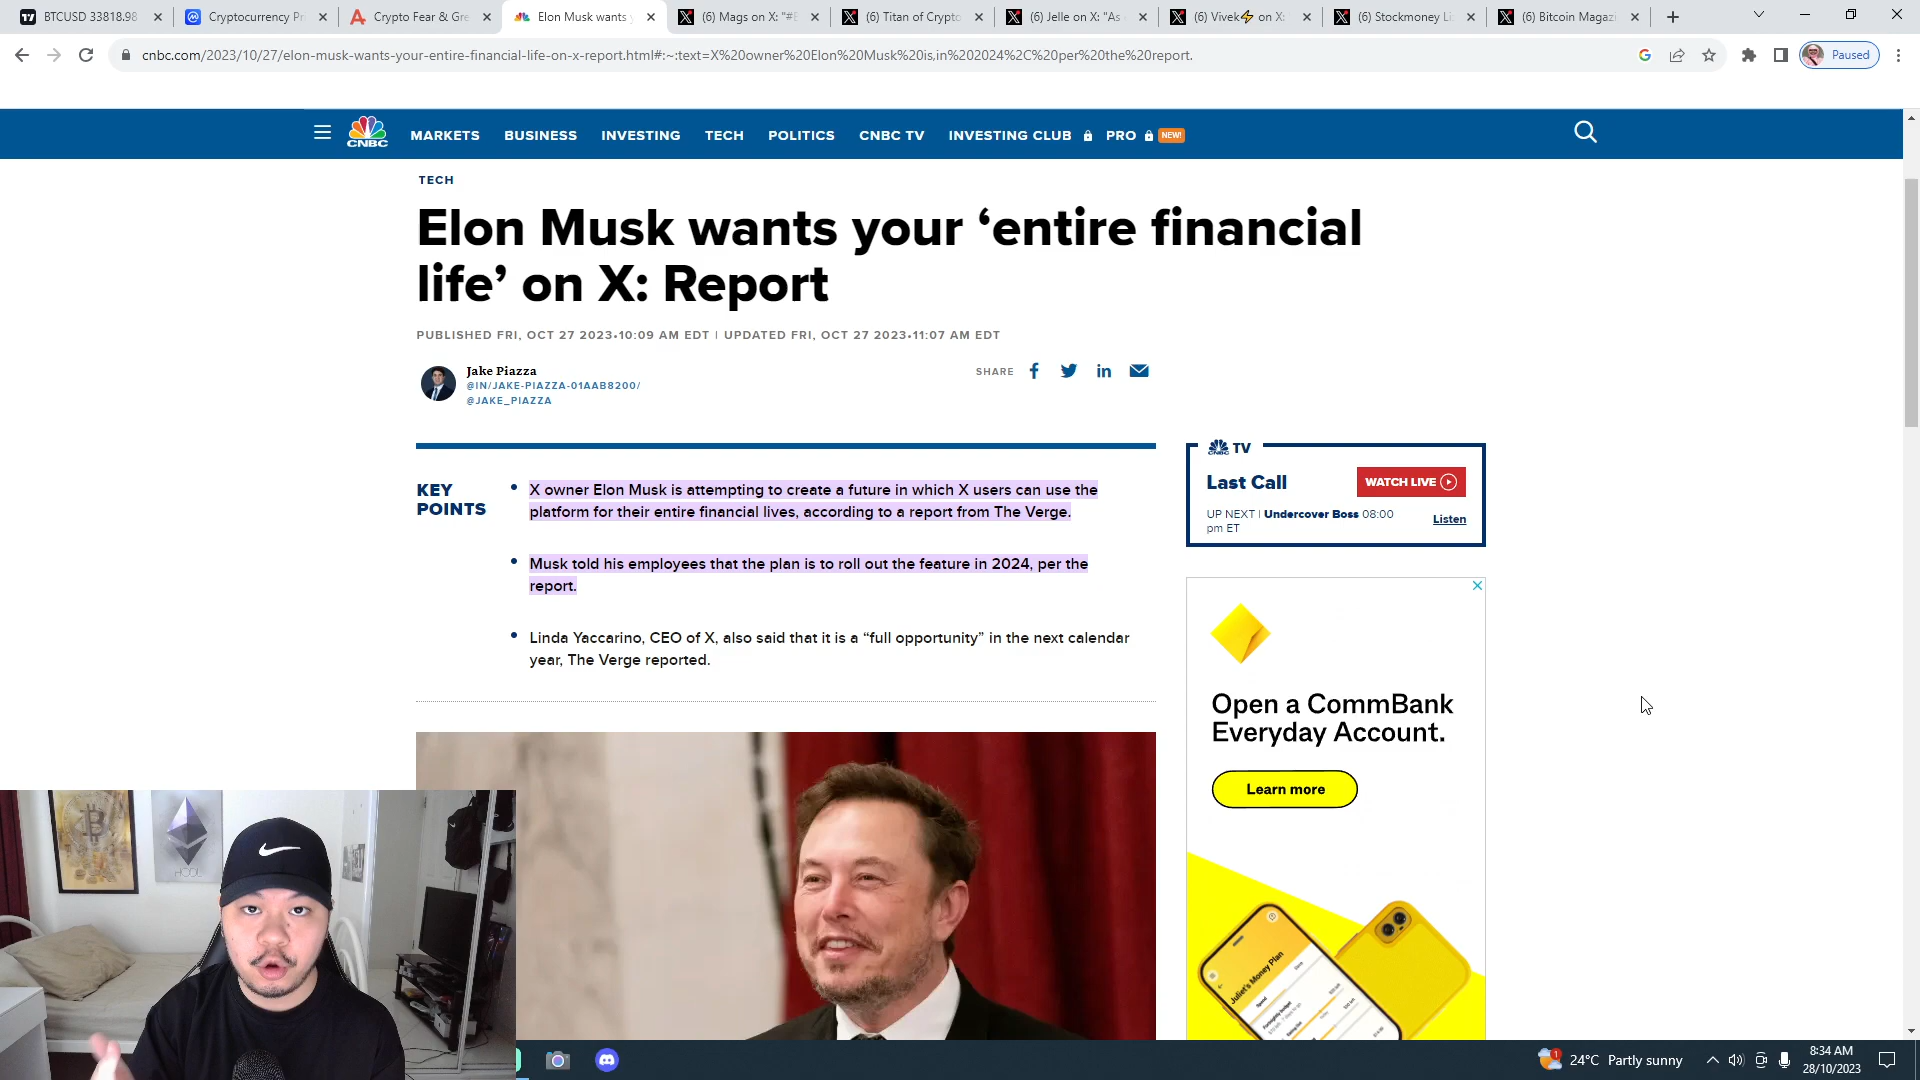 BTCUSD 33818.98
Cryptocurrency Pr
Crypto Fear & Gre
Elon Musk wants y
(6) Mags on X: "#B
(6) Titan of Crypto
(6) Jelle on X: "As
(6) Vivek⚡ on X: "
(6) Stockmoney Li
(6) Bitcoin Magazi
cnbc.com/2023/10/27/elon-musk-wants-your-entire-financial-life-on-x-report.html#:~:text=X%20owner%20Elon%20Musk%20is,in%202024%2C%20per%20the%20report.
Paused
CNBC
MARKETS BUSINESS INVESTING TECH POLITICS CNBC TV INVESTING CLUB PRO NEW!
TECH
Elon Musk wants your ‘entire financial
life’ on X: Report
PUBLISHED FRI, OCT 27 2023•10:09 AM EDT | UPDATED FRI, OCT 27 2023•11:07 AM EDT
Jake Piazza
@IN/JAKE-PIAZZA-01AAB8200/
@JAKE_PIAZZA
SHARE
KEY
POINTS
• X owner Elon Musk is attempting to create a future in which X users can use the
platform for their entire financial lives, according to a report from The Verge.
• Musk told his employees that the plan is to roll out the feature in 2024, per the
report.
• Linda Yaccarino, CEO of X, also said that it is a “full opportunity” in the next calendar
year, The Verge reported.
CNBC TV
Last Call
WATCH LIVE
UP NEXT | Undercover Boss 08:00
pm ET
Listen
Open a CommBank
Everyday Account.
Learn more
Juliet's Money Plan
24°C Partly sunny
8:34 AM
28/10/2023